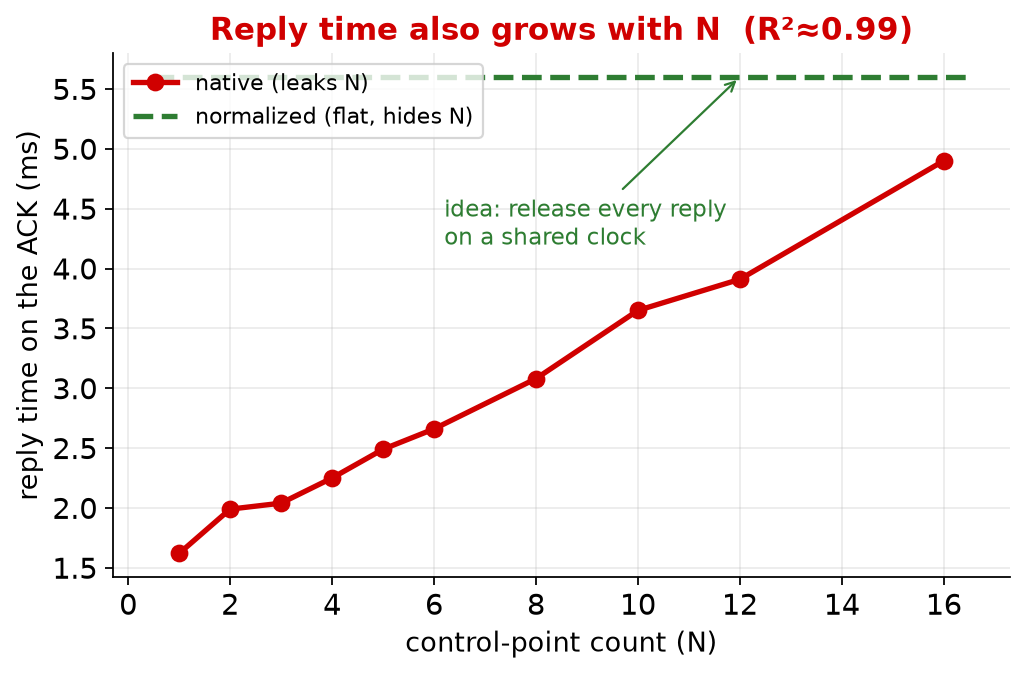 Reply time also grows with N  (R²≈0.99)
native (leaks N)
normalized (flat, hides N)
idea: release every reply
on a shared clock
reply time on the ACK (ms)
5.5
5.0
4.5
4.0
3.5
3.0
2.5
2.0
1.5
0 2 4 6 8 10 12 14 16
control-point count (N)